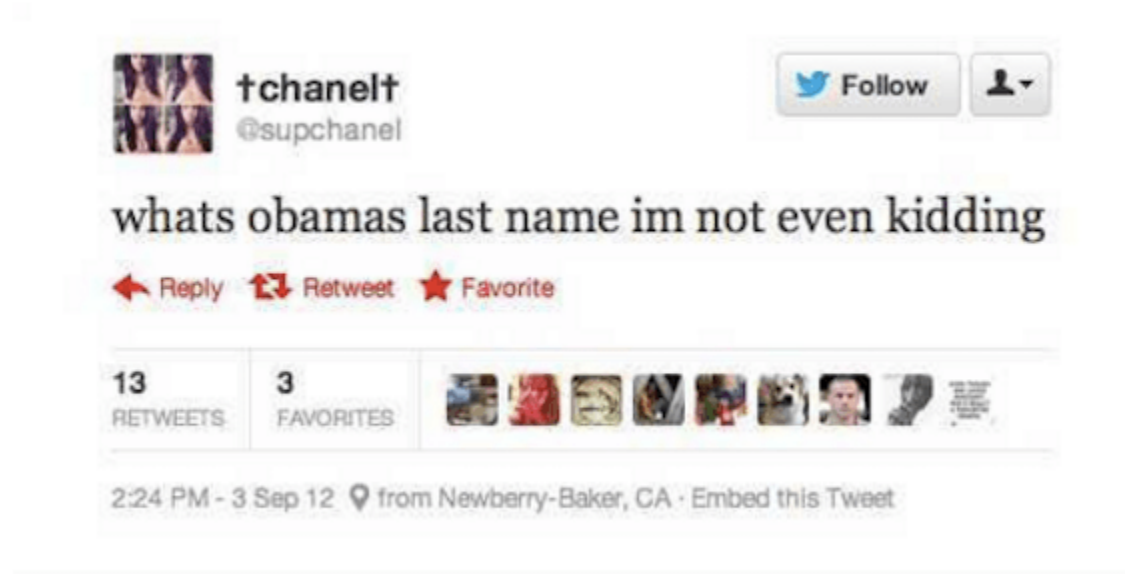 †chanel†
@supchanel
Follow
whats obamas last name im not even kidding
Reply Retweet Favorite
13 3
RETWEETS FAVORITES
2:24 PM - 3 Sep 12 from Newberry-Baker, CA · Embed this Tweet